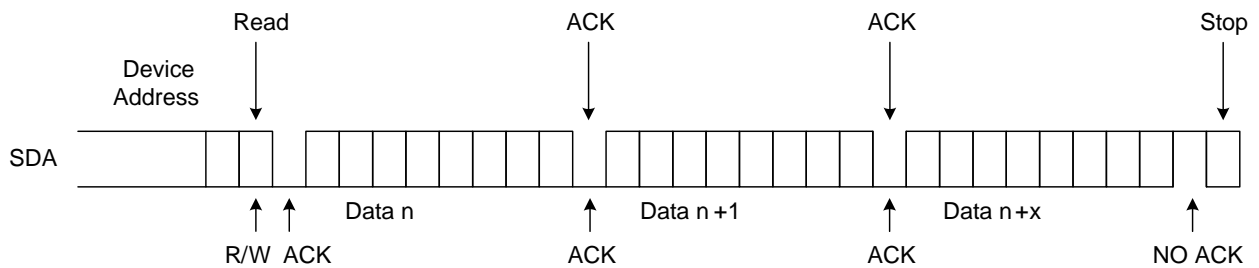 Read ACK ACK Stop
Device
Address
SDA
Data n Data n+1 Data n+x
R/W ACK ACK ACK NO ACK